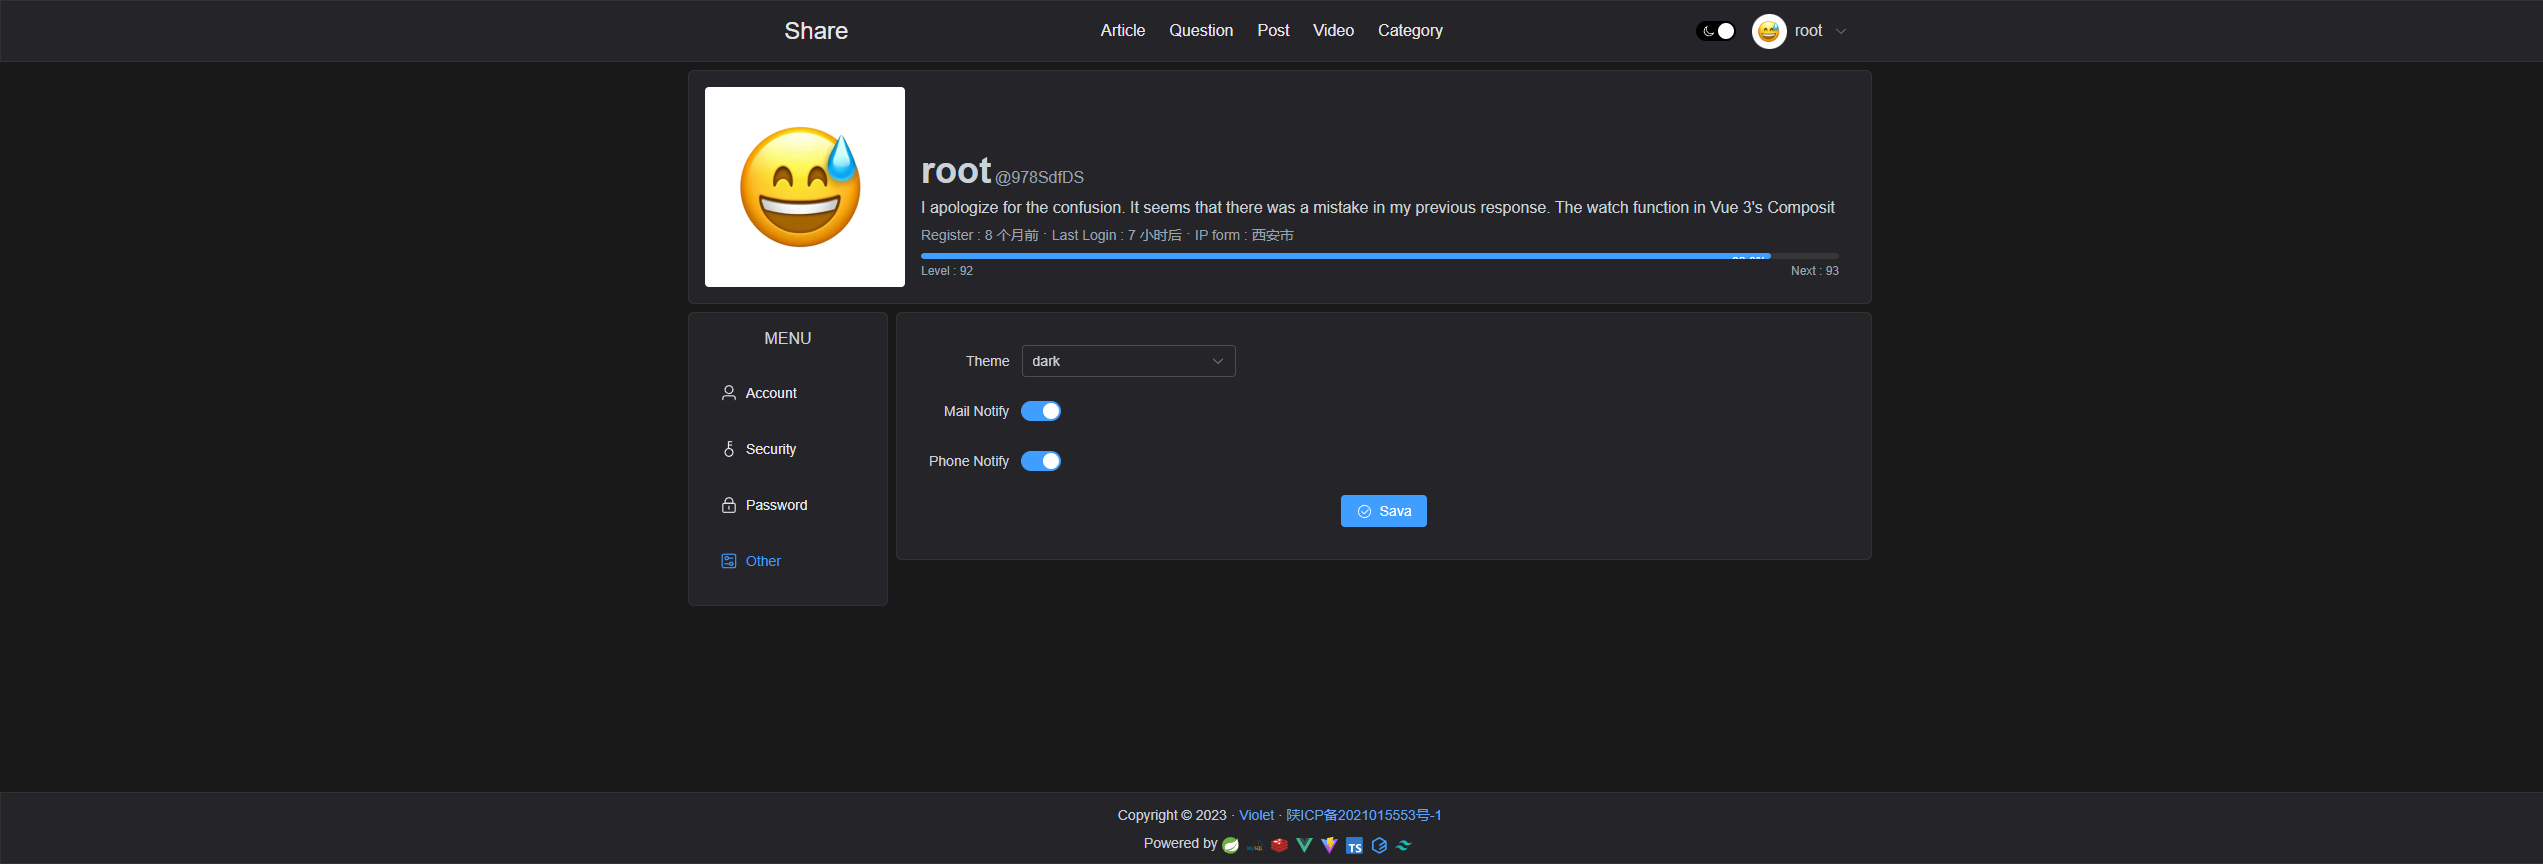 Share
Article Question Post Video Category
root
root @978SdfDS
I apologize for the confusion. It seems that there was a mistake in my previous response. The watch function in Vue 3's Composit
Register : 8 个月前 · Last Login : 7 小时后 · IP form : 西安市
Level : 92 Next : 93
MENU
Account
Security
Password
Other
Theme dark
Mail Notify
Phone Notify
Sava
Copyright © 2023 · Violet · 陕ICP备2021015553号-1
Powered by
TS